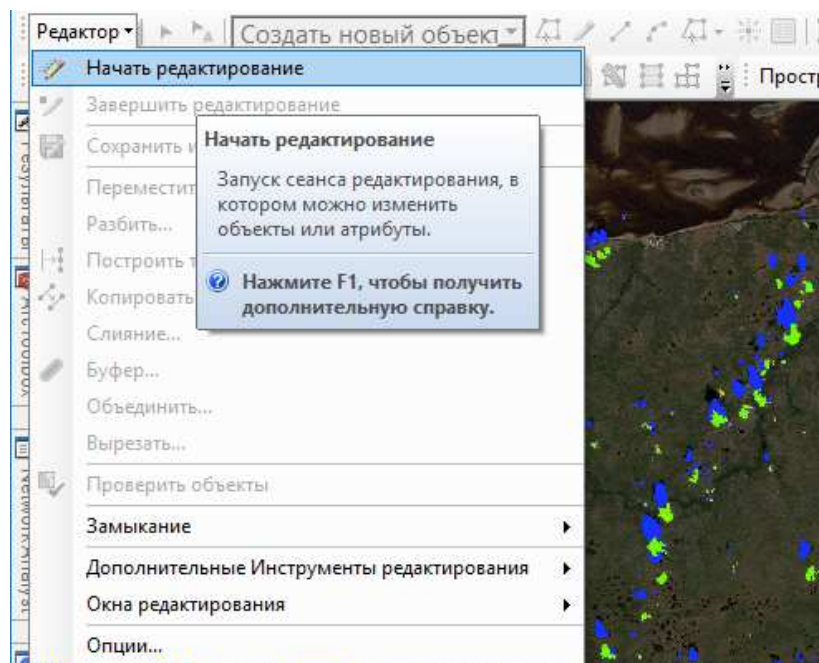 Редактор
Создать новый объект
Начать редактирование
Завершить редактирование
Сохранить и
Начать редактирование
Запуск сеанса редактирования, в
котором можно изменить
объекты или атрибуты.
Нажмите F1, чтобы получить
дополнительную справку.
Переместит
Разбить...
Построить т
Копировать
Слияние...
Буфер...
Объединить...
Вырезать...
Проверить объекты
Замыкание
Дополнительные Инструменты редактирования
Окна редактирования
Опции...
Прост